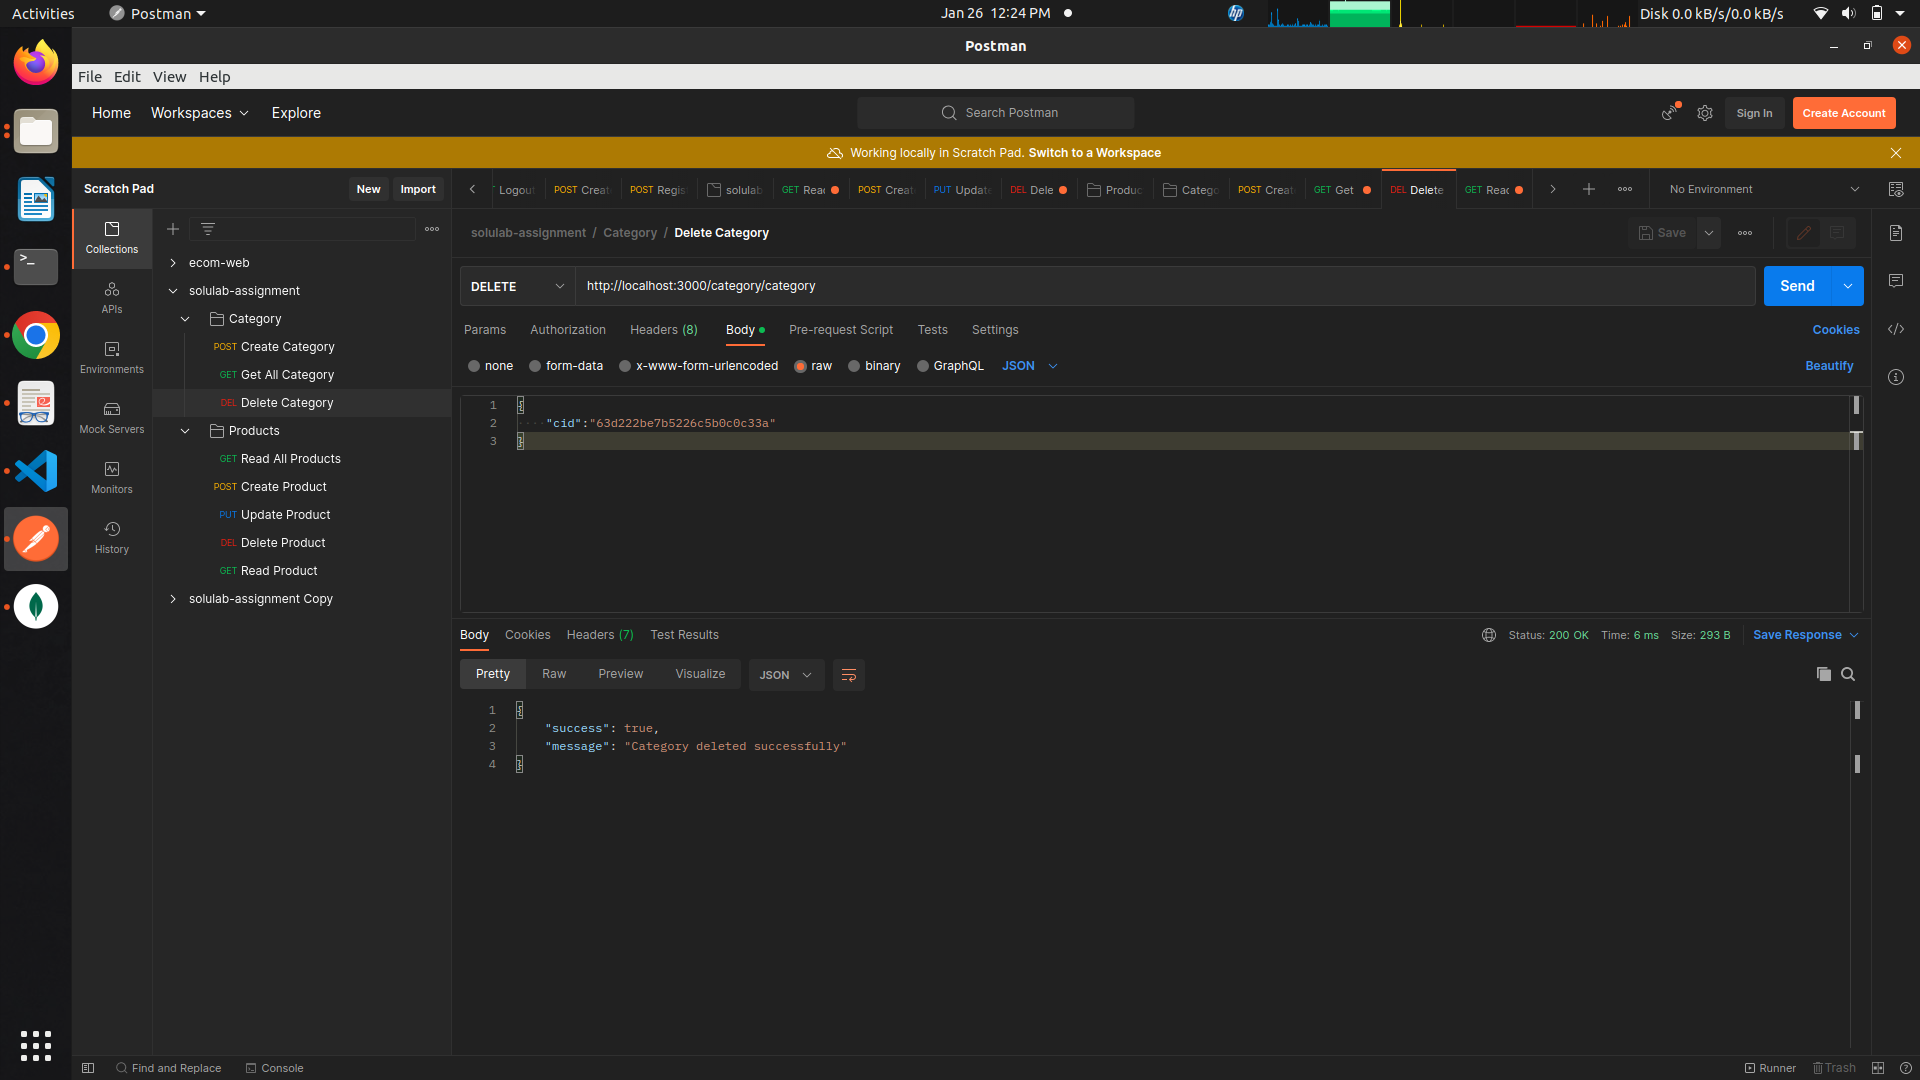 Activities Postman Jan 26 12:24 PM Disk 0.0 kB/s/0.0 kB/s
Postman
File Edit View Help
Home Workspaces Explore Search Postman Sign In Create Account
Working locally in Scratch Pad. Switch to a Workspace
Scratch Pad New Import
Logout POST Creat POST Regis solulab GET Read POST Creat PUT Update DEL Dele Produc Catego POST Creat GET Get DEL Delete GET Read No Environment
Collections
APIs
Environments
Mock Servers
Monitors
History
ecom-web
solulab-assignment
Category
POST Create Category
GET Get All Category
DEL Delete Category
Products
GET Read All Products
POST Create Product
PUT Update Product
DEL Delete Product
GET Read Product
solulab-assignment Copy
solulab-assignment / Category / Delete Category Save
DELETE http://localhost:3000/category/category Send
Params Authorization Headers (8) Body Pre-request Script Tests Settings Cookies
none form-data x-www-form-urlencoded raw binary GraphQL JSON Beautify
1 {
2 "cid":"63d222be7b5226c5b0c0c33a"
3 }
Body Cookies Headers (7) Test Results Status: 200 OK Time: 6 ms Size: 293 B Save Response
Pretty Raw Preview Visualize JSON
1 {
2 "success": true,
3 "message": "Category deleted successfully"
4 }
Find and Replace Console Runner Trash